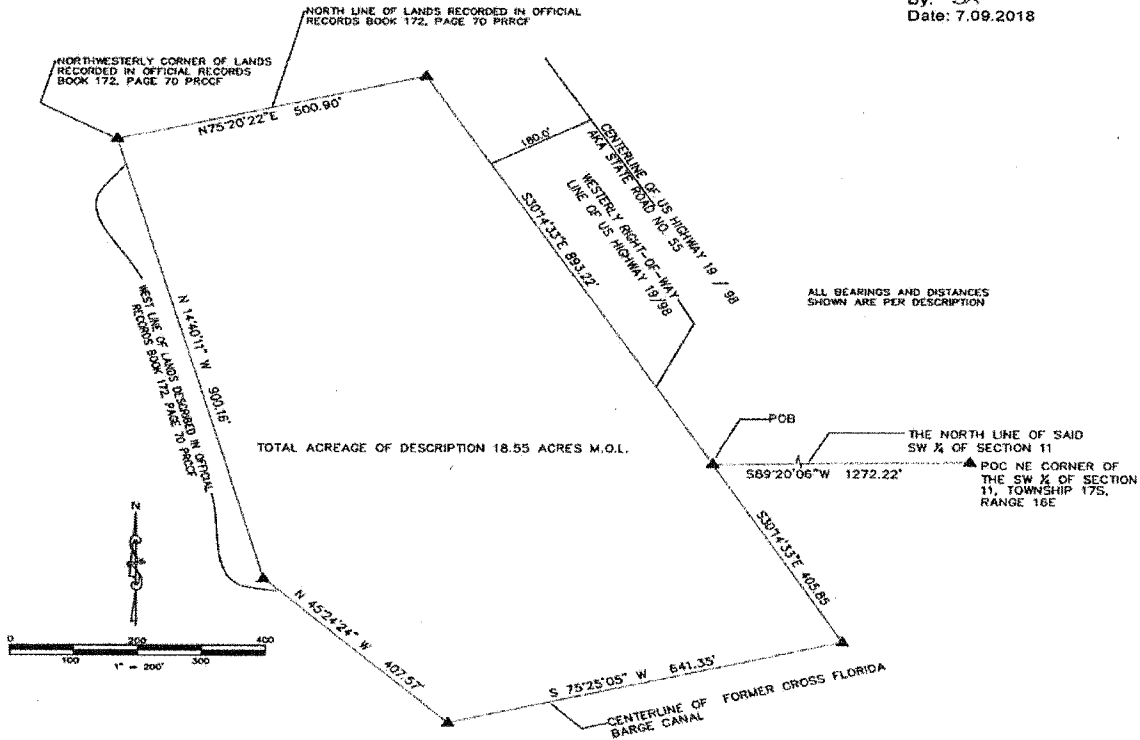 By: SK
Date: 7.09.2018
NORTH LINE OF LANDS RECORDED IN OFFICIAL
RECORDS BOOK 172, PAGE 70 PRRCF
NORTHWESTERLY CORNER OF LANDS
RECORDED IN OFFICIAL RECORDS
BOOK 172, PAGE 70 PRCCF
N75°20'22"E 500.90'
180.0'
CENTERLINE OF US HIGHWAY 19 / 98
AKA STATE ROAD NO. 55
WESTERLY RIGHT-OF-WAY
LINE OF US HIGHWAY 19/98
S30°14'33"E 893.22'
ALL BEARINGS AND DISTANCES
SHOWN ARE PER DESCRIPTION
N 14°40'11" W 900.16'
WEST LINE OF LANDS DESCRIBED IN OFFICIAL
RECORDS BOOK 172, PAGE 70 PRCCF
TOTAL ACREAGE OF DESCRIPTION 18.55 ACRES M.O.L.
POB
THE NORTH LINE OF SAID
SW ¼ OF SECTION 11
S89°20'06"W 1272.22'
POC NE CORNER OF
THE SW ¼ OF SECTION
11, TOWNSHIP 17S,
RANGE 16E
S30°14'33"E 405.85
N
N 45°24'24" W 407.57'
0 200 400
100 300
1" = 200'
S 75°25'05" W 641.35'
CENTERLINE OF FORMER CROSS FLORIDA
BARGE CANAL